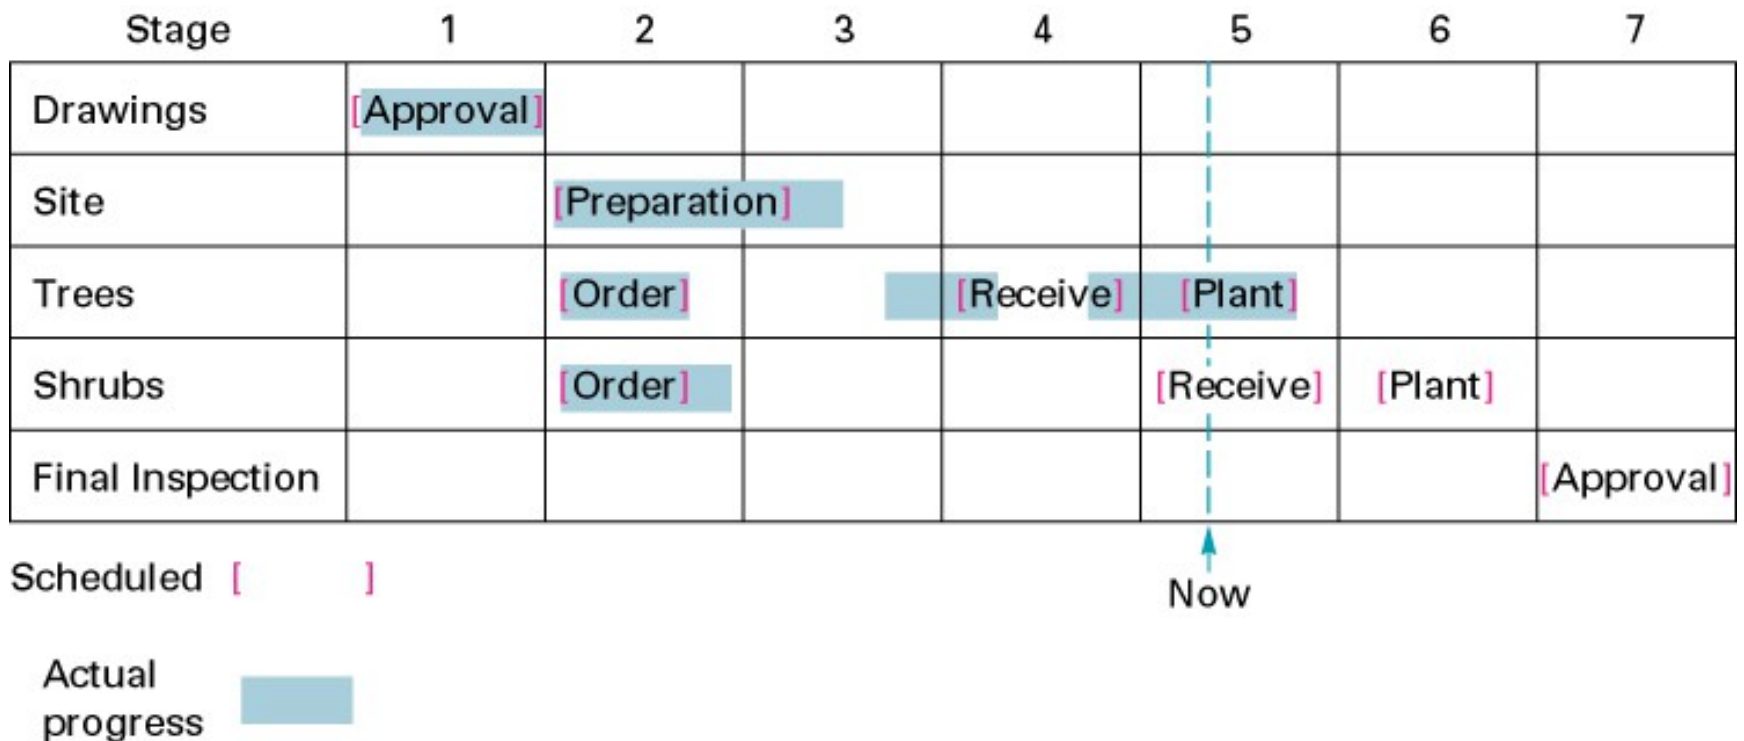 Stage 1 2 3 4 5 6 7
Drawings [Approval]
Site [Preparation]
Trees [Order] [Receive] [Plant]
Shrubs [Order] [Receive] [Plant]
Final Inspection [Approval]
Scheduled [ ]
Now
Actual
progress